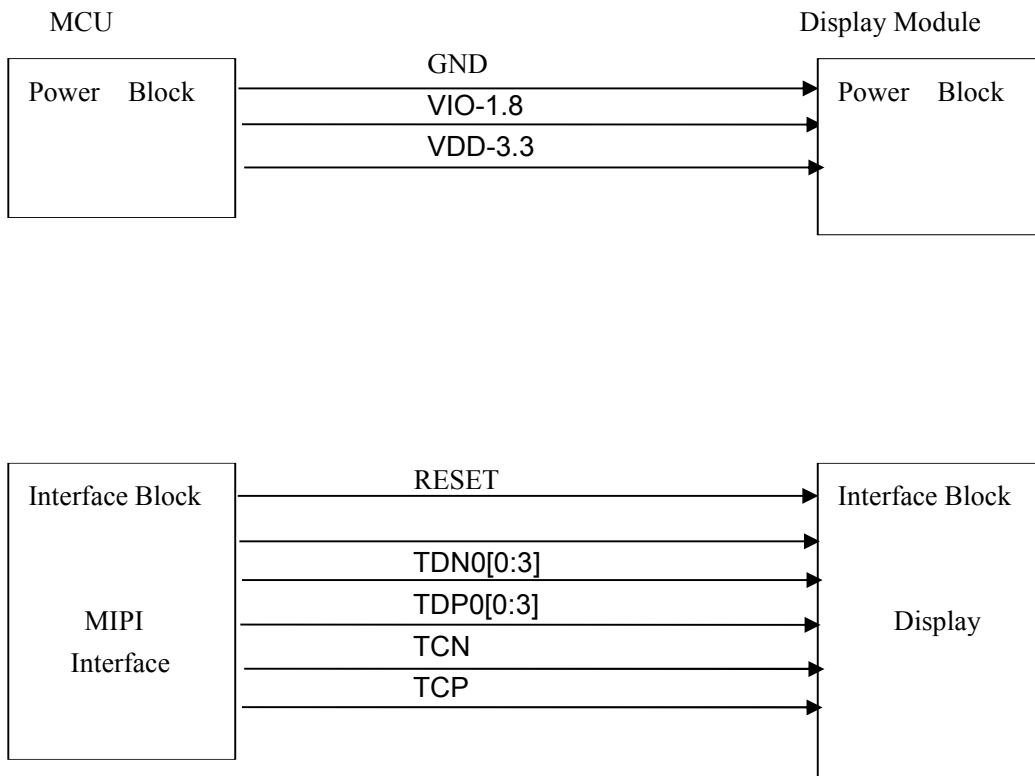 MCU
Display Module
GND
Power Block
VIO-1.8
VDD-3.3
Power Block
RESET
Interface Block
TDN0[0:3]
TDP0[0:3]
MIPI
Interface
TCN
TCP
Interface Block
Display